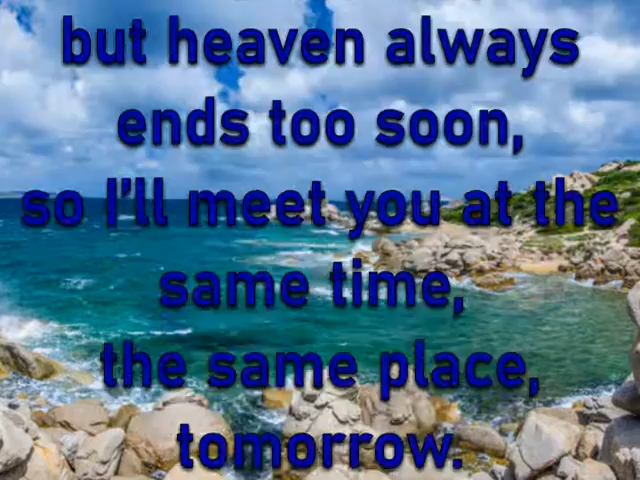 but heaven always
ends too soon,
so I'll meet you at the
same time,
the same place,
tomorrow.